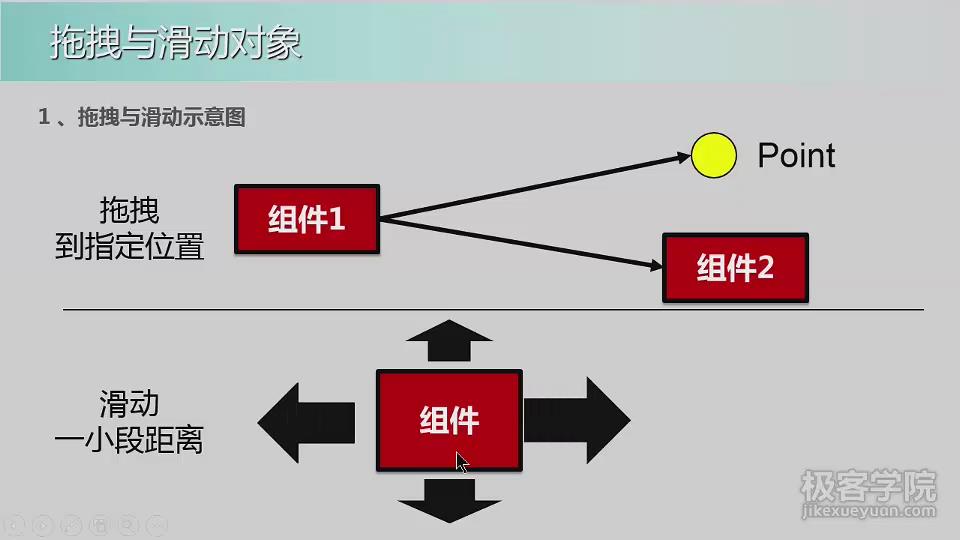 拖拽与滑动对象
1 、拖拽与滑动示意图
Point
拖拽
到指定位置
组件1
组件2
滑动
一小段距离
组件
极客学院
jikexueyuan.com